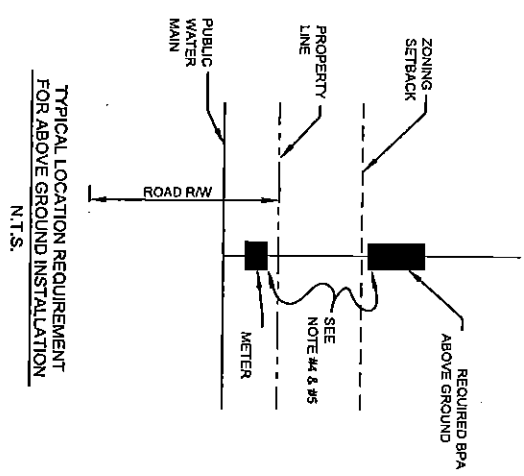 PUBLIC
WATER
MAIN
PROPERTY
LINE
ZONING
SETBACK
ROAD R/W
METER
SEE
NOTE #4 & #5
REQUIRED BPA
ABOVE GROUND
TYPICAL LOCATION REQUIREMENT
FOR ABOVE GROUND INSTALLATION
N.T.S.